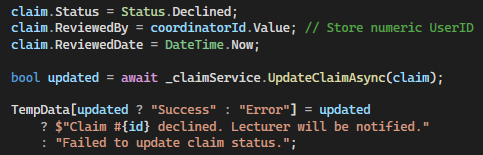 claim.Status = Status.Declined;
claim.ReviewedBy = coordinatorId.Value; // Store numeric UserID
claim.ReviewedDate = DateTime.Now;
bool updated = await _claimService.UpdateClaimAsync(claim);
TempData[updated ? "Success" : "Error"] = updated
? $"Claim #{id} declined. Lecturer will be notified."
: "Failed to update claim status.";